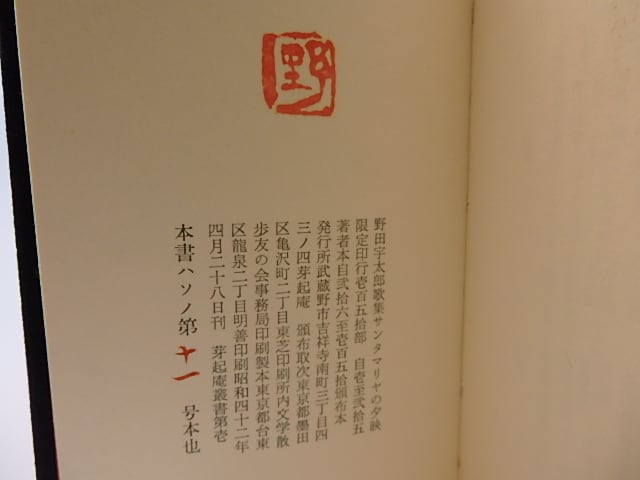 野
野田宇太郎歌集サンタマリヤの夕映
限定印行壱百五拾部 自壱至弐拾五
著者本自弐拾六至壱百五拾頒布本
発行所武蔵野市吉祥寺南町三丁目四
三ノ四芽起庵 頒布取次東京都墨田
区亀沢町二丁目東芝印刷所内文学散
歩友の会事務局印刷製本東京都台東
区龍泉二丁目明善印刷昭和四十二年
四月二十八日刊 芽起庵叢書第壱
本書ハソノ第十一号本也